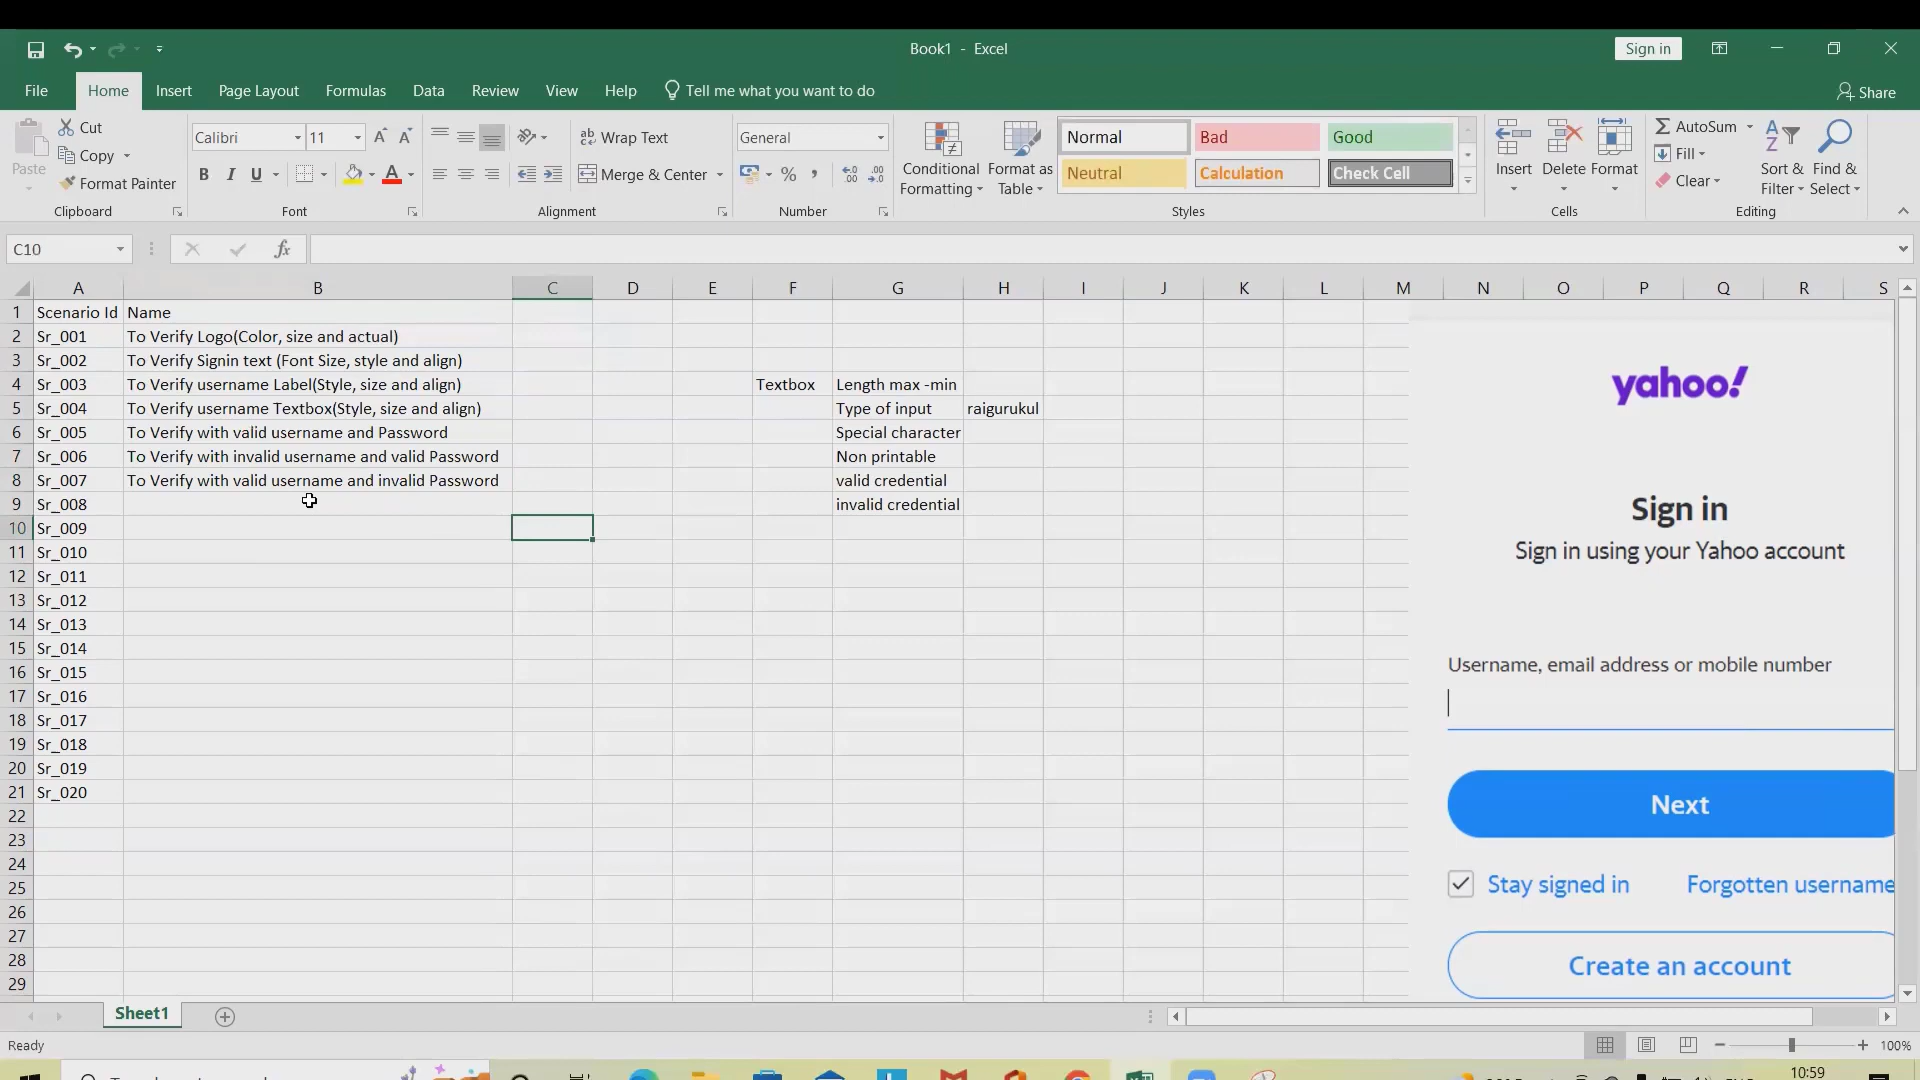 Book1 - Excel
Sign in
File Home Insert Page Layout Formulas Data Review View Help Tell me what you want to do
Share
Paste
Cut
Copy
Format Painter
Clipboard
Calibri 11
B I U
Font
Wrap Text
Merge & Center
Alignment
General
Number
Conditional Formatting
Format as Table
Normal Bad Good
Neutral Calculation Check Cell
Styles
Insert Delete Format
Cells
AutoSum
Fill
Clear
Sort & Filter
Find & Select
Editing
C10
fx
A B C D E F G H I J K L M N O P Q R S
1 Scenario Id Name
2 Sr_001 To Verify Logo(Color, size and actual)
3 Sr_002 To Verify Signin text (Font Size, style and align)
4 Sr_003 To Verify username Label(Style, size and align) Textbox Length max -min
5 Sr_004 To Verify username Textbox(Style, size and align) Type of input raigurukul
6 Sr_005 To Verify with valid username and Password Special character
7 Sr_006 To Verify with invalid username and valid Password Non printable
8 Sr_007 To Verify with valid username and invalid Password valid credential
9 Sr_008 invalid credential
10 Sr_009
11 Sr_010
12 Sr_011
13 Sr_012
14 Sr_013
15 Sr_014
16 Sr_015
17 Sr_016
18 Sr_017
19 Sr_018
20 Sr_019
21 Sr_020
22
23
24
25
26
27
28
29
yahoo!
Sign in
Sign in using your Yahoo account
Username, email address or mobile number
Next
Stay signed in Forgotten username
Create an account
Sheet1
Ready
100%
10:59